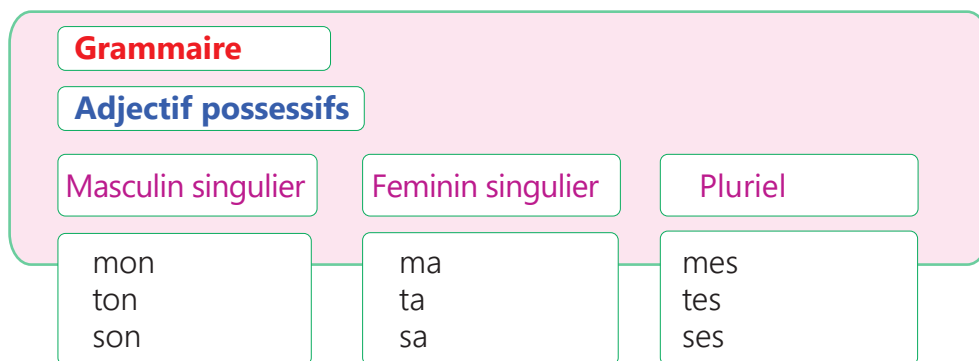 Grammaire
Adjectif possessifs
Masculin singulier Feminin singulier Pluriel
mon ma mes
ton ta tes
son sa ses